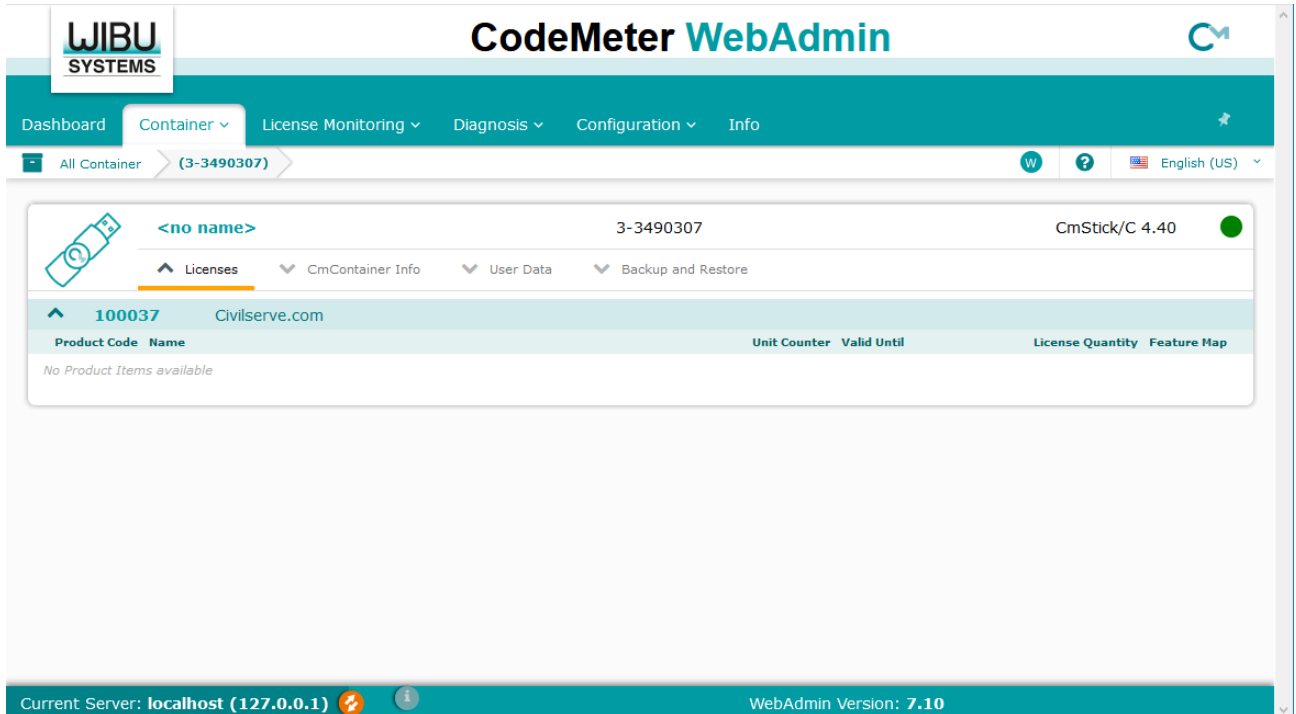 WIBU
SYSTEMS
CodeMeter WebAdmin
CM
Dashboard Container License Monitoring Diagnosis Configuration Info
All Container (3-3490307) W ? English (US)
<no name> 3-3490307 CmStick/C 4.40
Licenses CmContainer Info User Data Backup and Restore
100037 Civilserve.com
Product Code Name Unit Counter Valid Until License Quantity Feature Map
No Product Items available
Current Server: localhost (127.0.0.1) i WebAdmin Version: 7.10